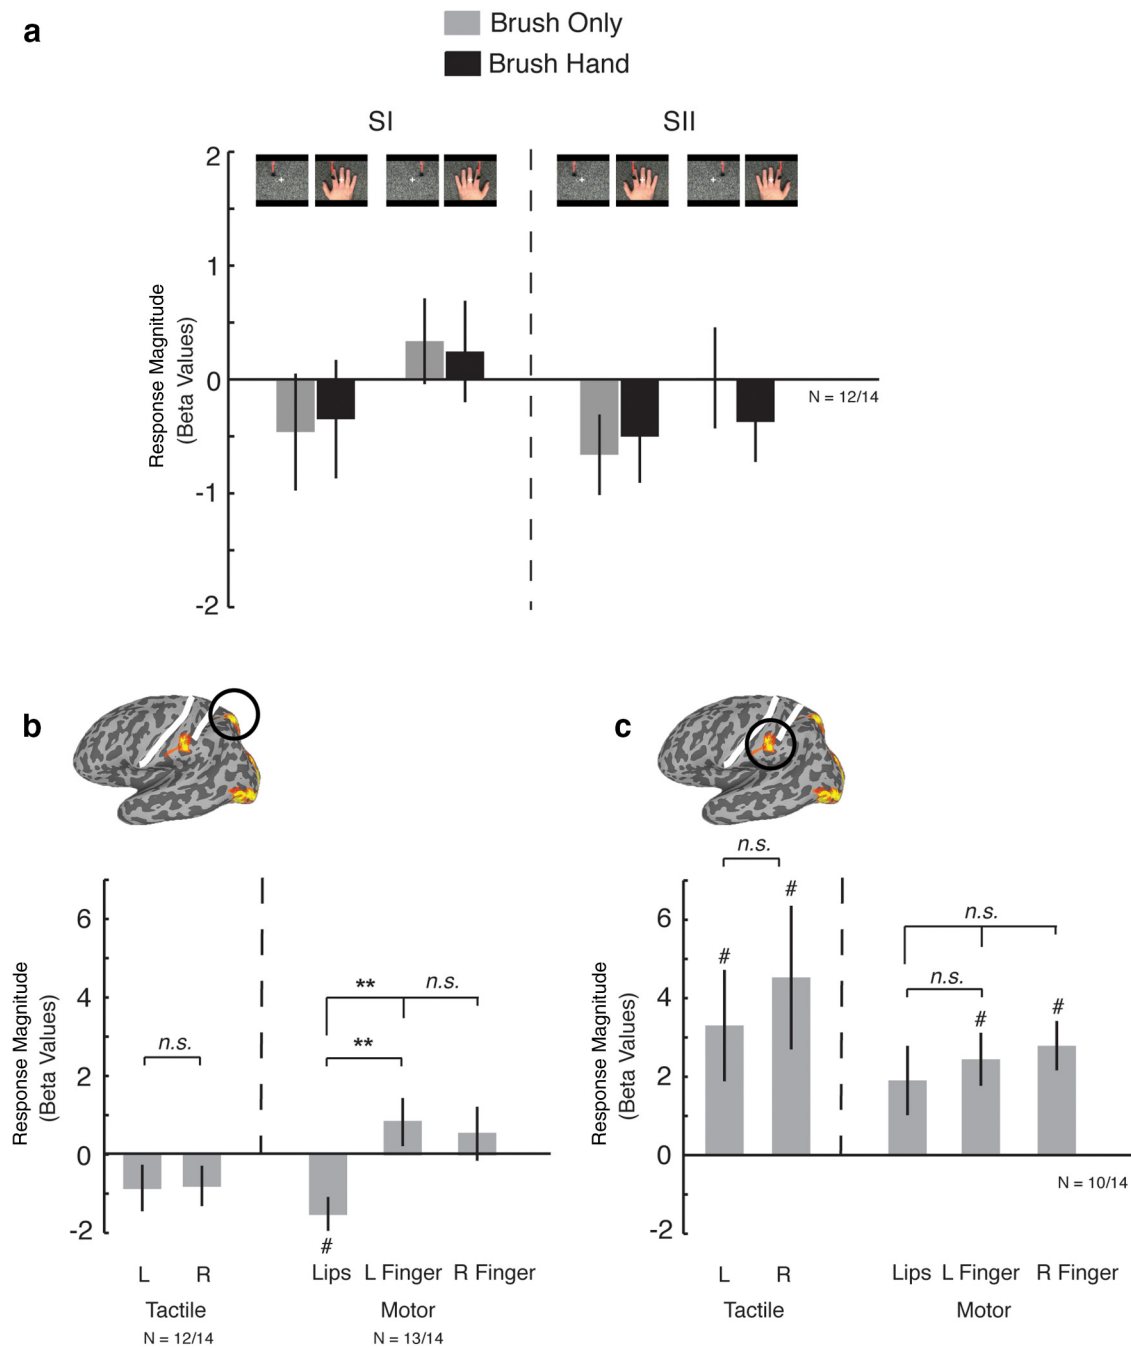 a
Brush Only
Brush Hand
SI
SII
2
1
0
-1
-2
Response Magnitude
(Beta Values)
N = 12/14
b
6
4
2
0
-2
Response Magnitude
(Beta Values)
n.s.
**
n.s.
**
#
L
R
Lips
L Finger
R Finger
Tactile
Motor
N = 12/14
N = 13/14
c
n.s.
6
4
2
0
-2
Response Magnitude
(Beta Values)
#
#
n.s.
n.s.
#
#
N = 10/14
L
R
Lips
L Finger
R Finger
Tactile
Motor